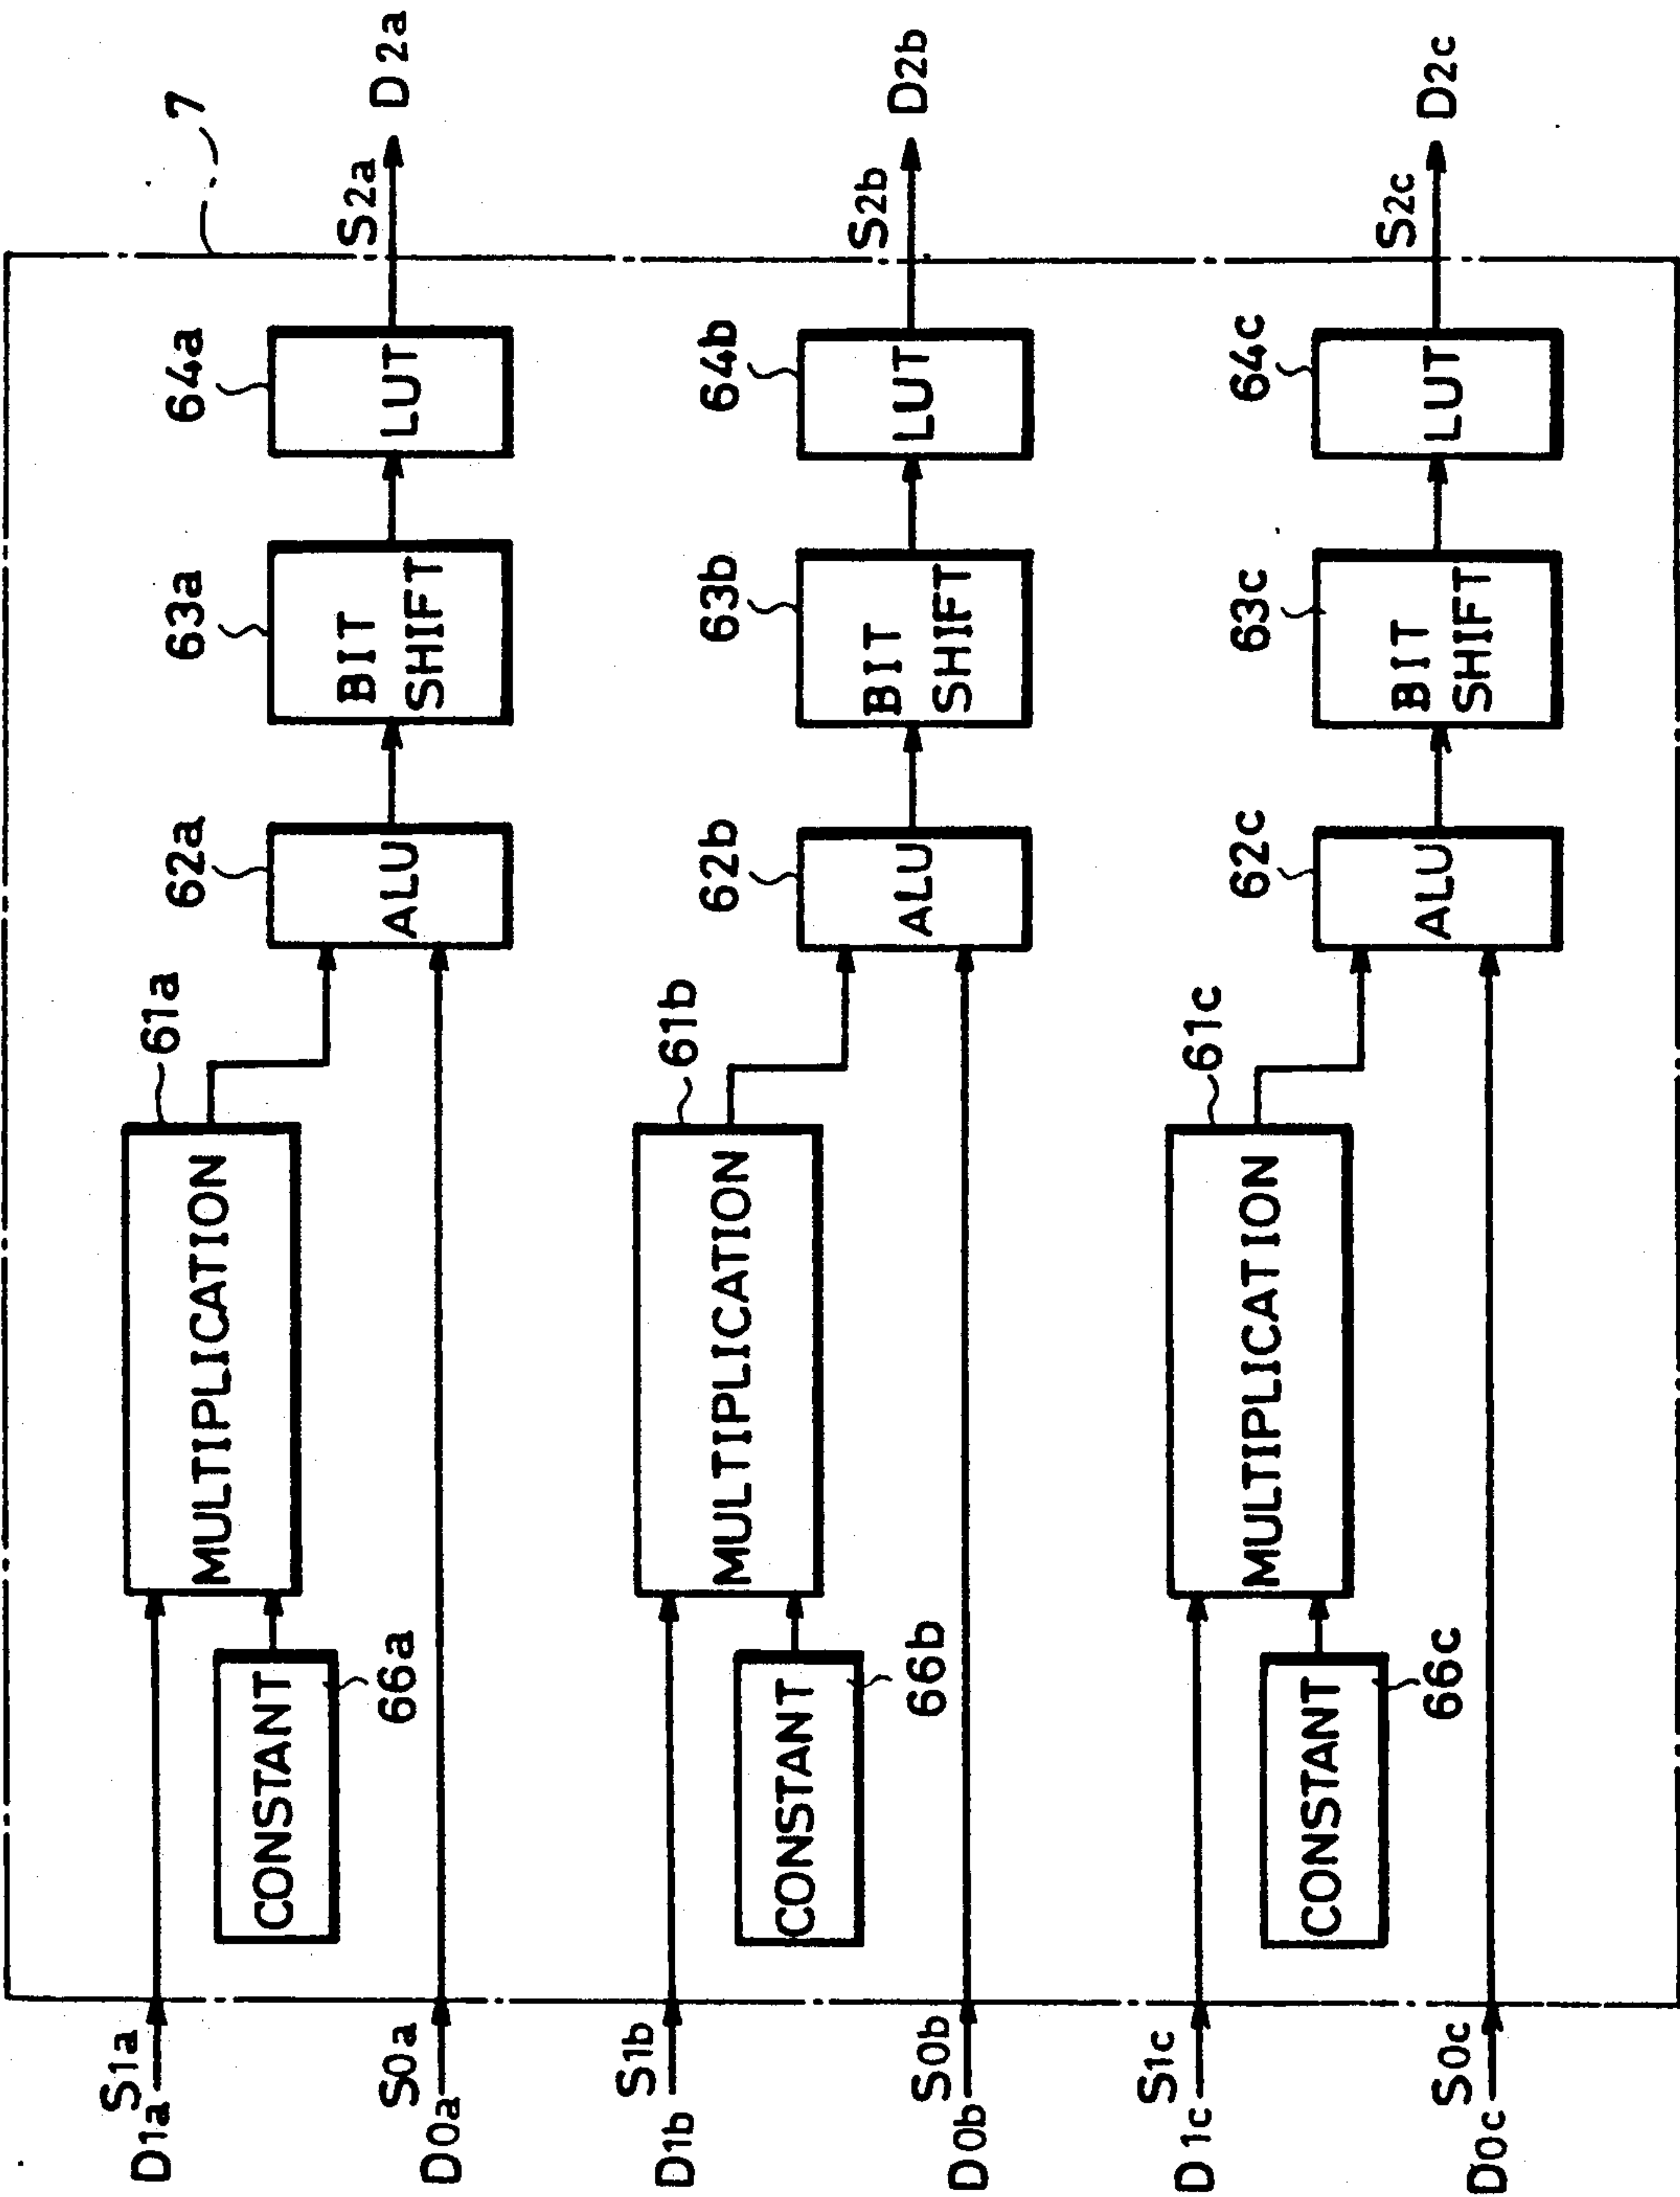 7
S1a
D1a
CONSTANT
66a
MULTIPLICATION
61a
S0a
D0a
62a
ALU
63a
BIT
SHIFT
64a
LUT
S2a
D2a
S1b
D1b
CONSTANT
66b
MULTIPLICATION
61b
S0b
D0b
62b
ALU
63b
BIT
SHIFT
64b
LUT
S2b
D2b
S1c
D1c
CONSTANT
66c
MULTIPLICATION
61c
S0c
D0c
62c
ALU
63c
BIT
SHIFT
64c
LUT
S2c
D2c